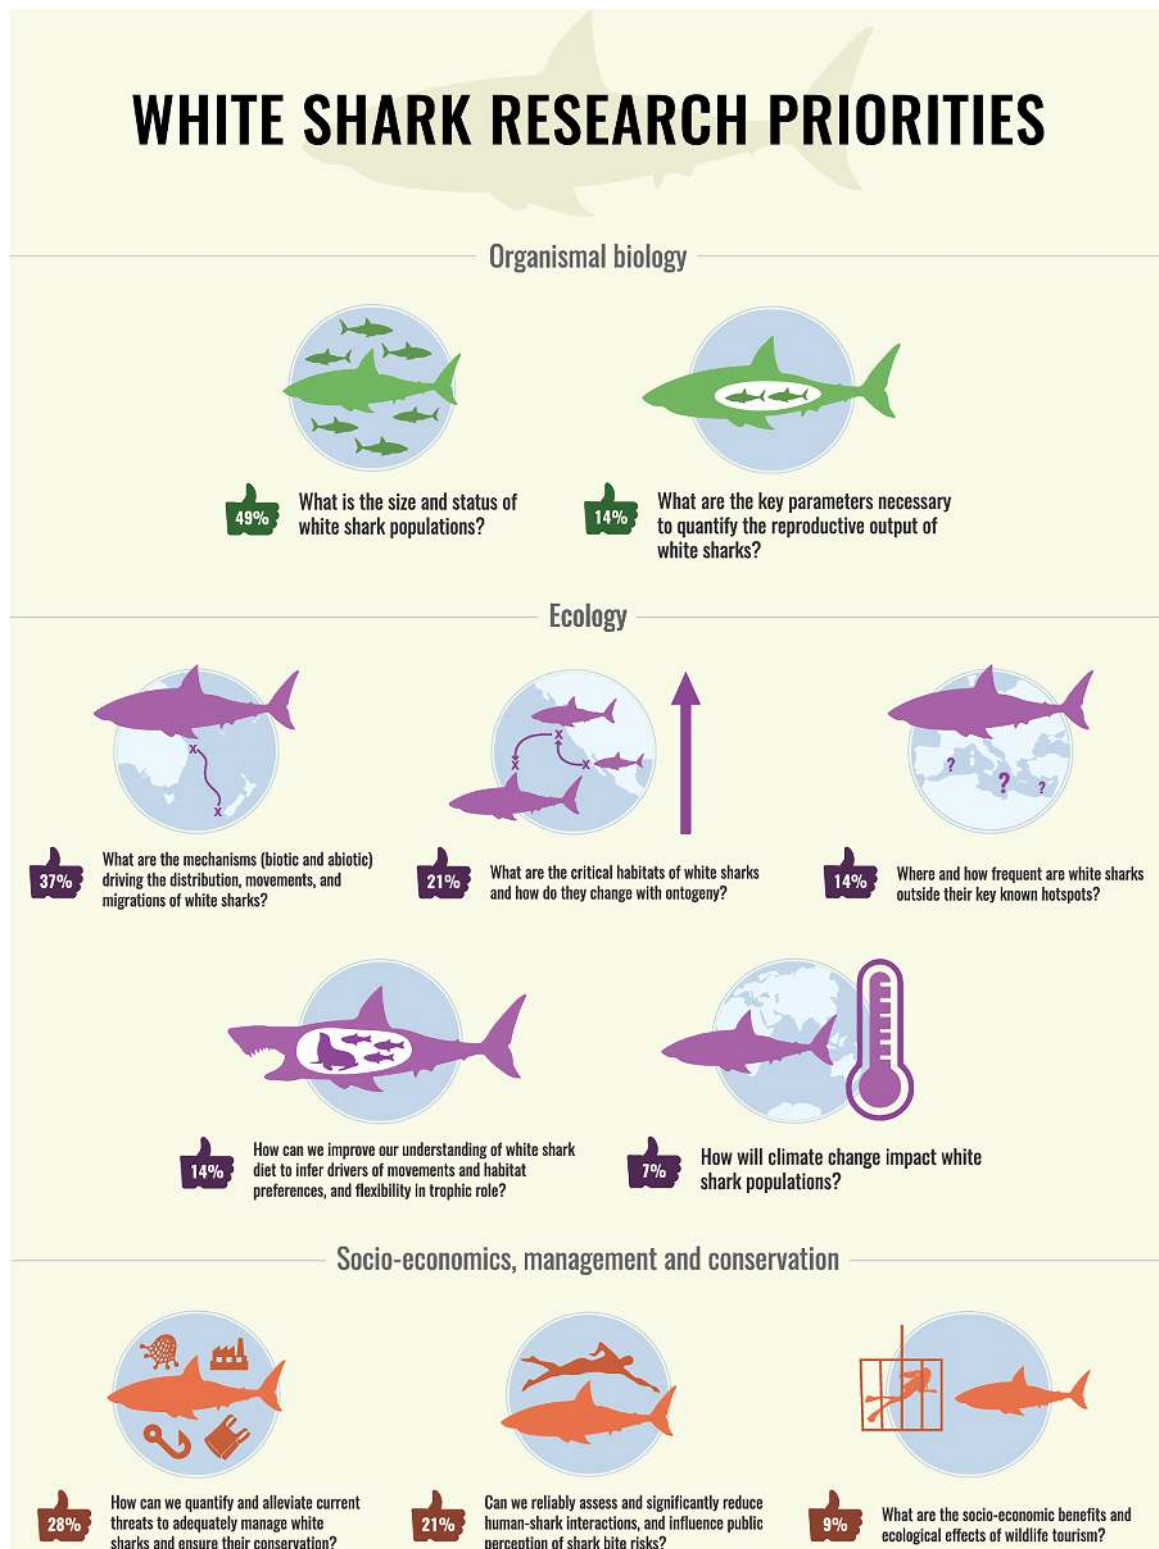 WHITE SHARK RESEARCH PRIORITIES
Organismal biology
49%
What is the size and status of
white shark populations?
14%
What are the key parameters necessary
to quantify the reproductive output of
white sharks?
Ecology
x
x
x
x
x
? ? ?
37%
What are the mechanisms (biotic and abiotic)
driving the distribution, movements, and
migrations of white sharks?
21%
What are the critical habitats of white sharks
and how do they change with ontogeny?
14%
Where and how frequent are white sharks
outside their key known hotspots?
14%
How can we improve our understanding of white shark
diet to infer drivers of movements and habitat
preferences, and flexibility in trophic role?
7%
How will climate change impact white
shark populations?
Socio-economics, management and conservation
28%
How can we quantify and alleviate current
threats to adequately manage white
sharks and ensure their conservation?
21%
Can we reliably assess and significantly reduce
human-shark interactions, and influence public
perception of shark bite risks?
9%
What are the socio-economic benefits and
ecological effects of wildlife tourism?